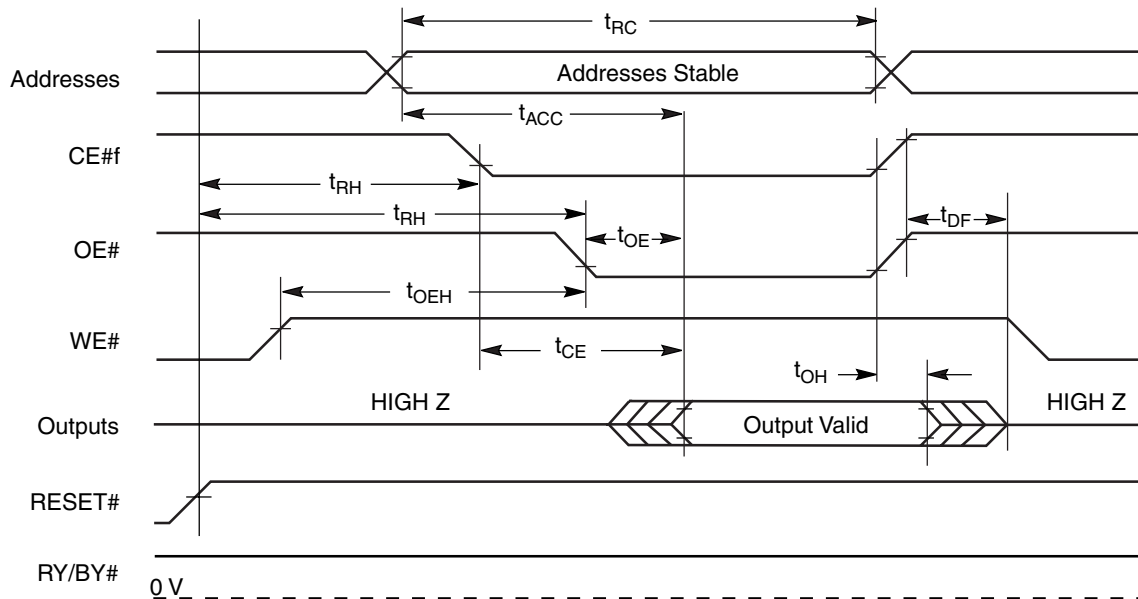 tRC
Addresses
Addresses Stable
tACC
CE#f
tRH
tRH
tOE
tDF
OE#
tOEH
WE#
tCE
tOH
HIGH Z
HIGH Z
Outputs
Output Valid
RESET#
RY/BY#
0 V